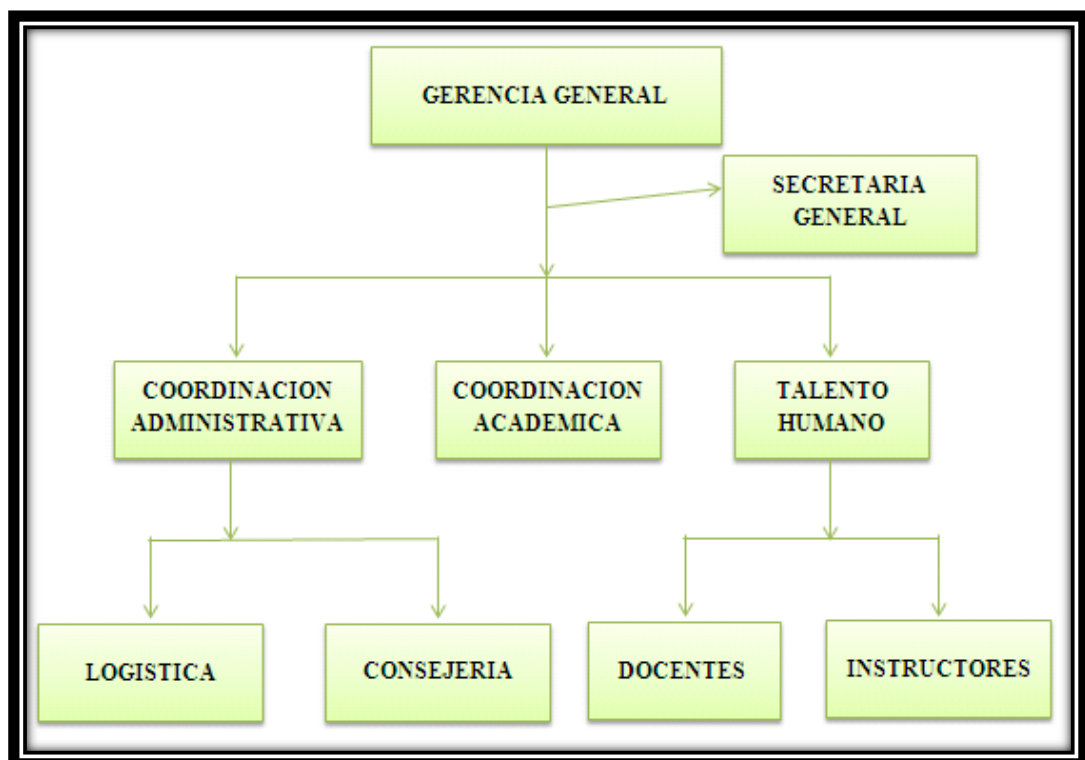 GERENCIA GENERAL
SECRETARIA
GENERAL
COORDINACION
ADMINISTRATIVA
COORDINACION
ACADEMICA
TALENTO
HUMANO
LOGISTICA
CONSEJERIA
DOCENTES
INSTRUCTORES